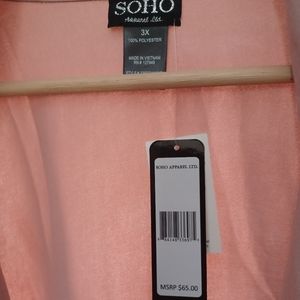 SOHO
Apparel Ltd.
3X
100% POLYESTER
MADE IN VIETNAM
SOHO APPAREL LTD.
MSRP $65.00